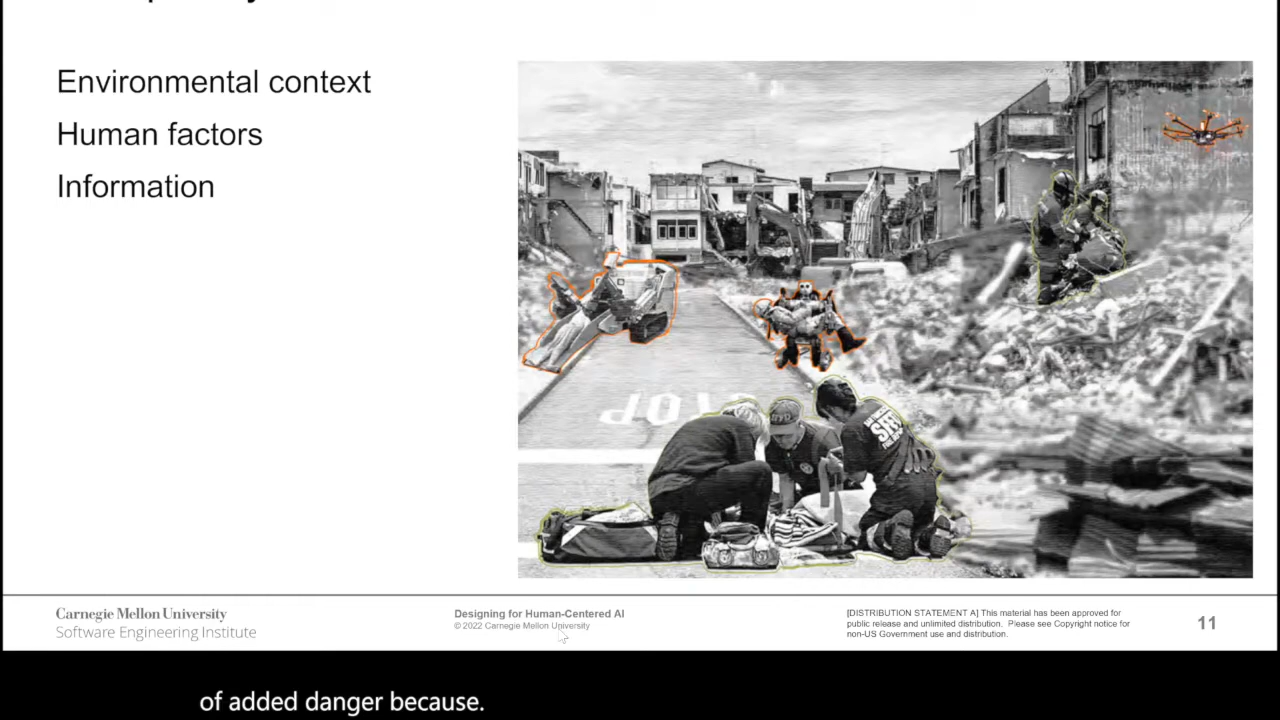 Environmental context
Human factors
Information
STOP
Carnegie Mellon University
Software Engineering Institute
Designing for Human-Centered AI
© 2022 Carnegie Mellon University
[DISTRIBUTION STATEMENT A] This material has been approved for
public release and unlimited distribution. Please see Copyright notice for
non-US Government use and distribution.
11
of added danger because.